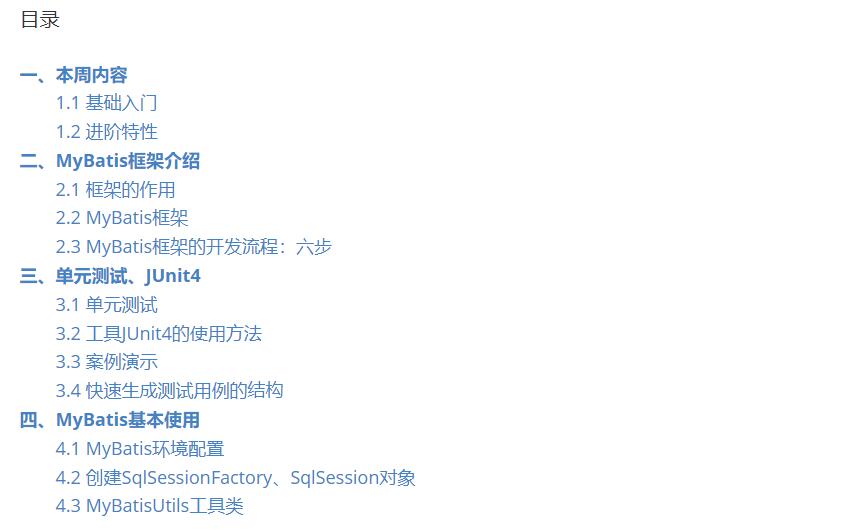 目录
一、本周内容
1.1 基础入门
1.2 进阶特性
二、MyBatis框架介绍
2.1 框架的作用
2.2 MyBatis框架
2.3 MyBatis框架的开发流程：六步
三、单元测试、JUnit4
3.1 单元测试
3.2 工具JUnit4的使用方法
3.3 案例演示
3.4 快速生成测试用例的结构
四、MyBatis基本使用
4.1 MyBatis环境配置
4.2 创建SqlSessionFactory、SqlSession对象
4.3 MyBatisUtils工具类